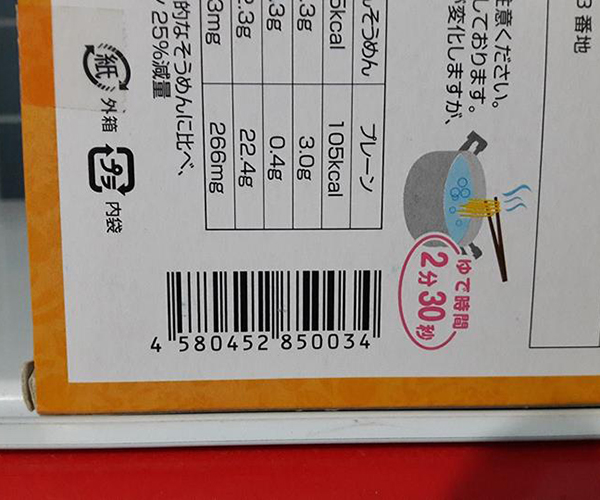 3番地
注意ください。
しております。
が変化しますが、
んそうめん プレーン
5kcal 105kcal
.3g 3.0g
.3g 0.4g
2.3g 22.4g
3mg 266mg
的なそうめんに比べ、
25%減量
紙 外箱
プラ 内袋
ゆで時間
2分30秒
4 580452 850034